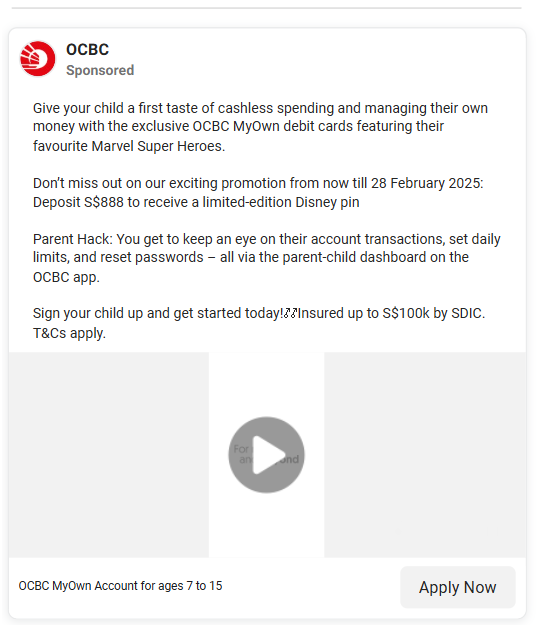 OCBC
Sponsored
Give your child a first taste of cashless spending and managing their own
money with the exclusive OCBC MyOwn debit cards featuring their
favourite Marvel Super Heroes.
Don’t miss out on our exciting promotion from now till 28 February 2025:
Deposit S$888 to receive a limited-edition Disney pin
Parent Hack: You get to keep an eye on their account transactions, set daily
limits, and reset passwords – all via the parent-child dashboard on the
OCBC app.
Sign your child up and get started today!Insured up to S$100k by SDIC.
T&Cs apply.
For
OCBC MyOwn Account for ages 7 to 15
Apply Now